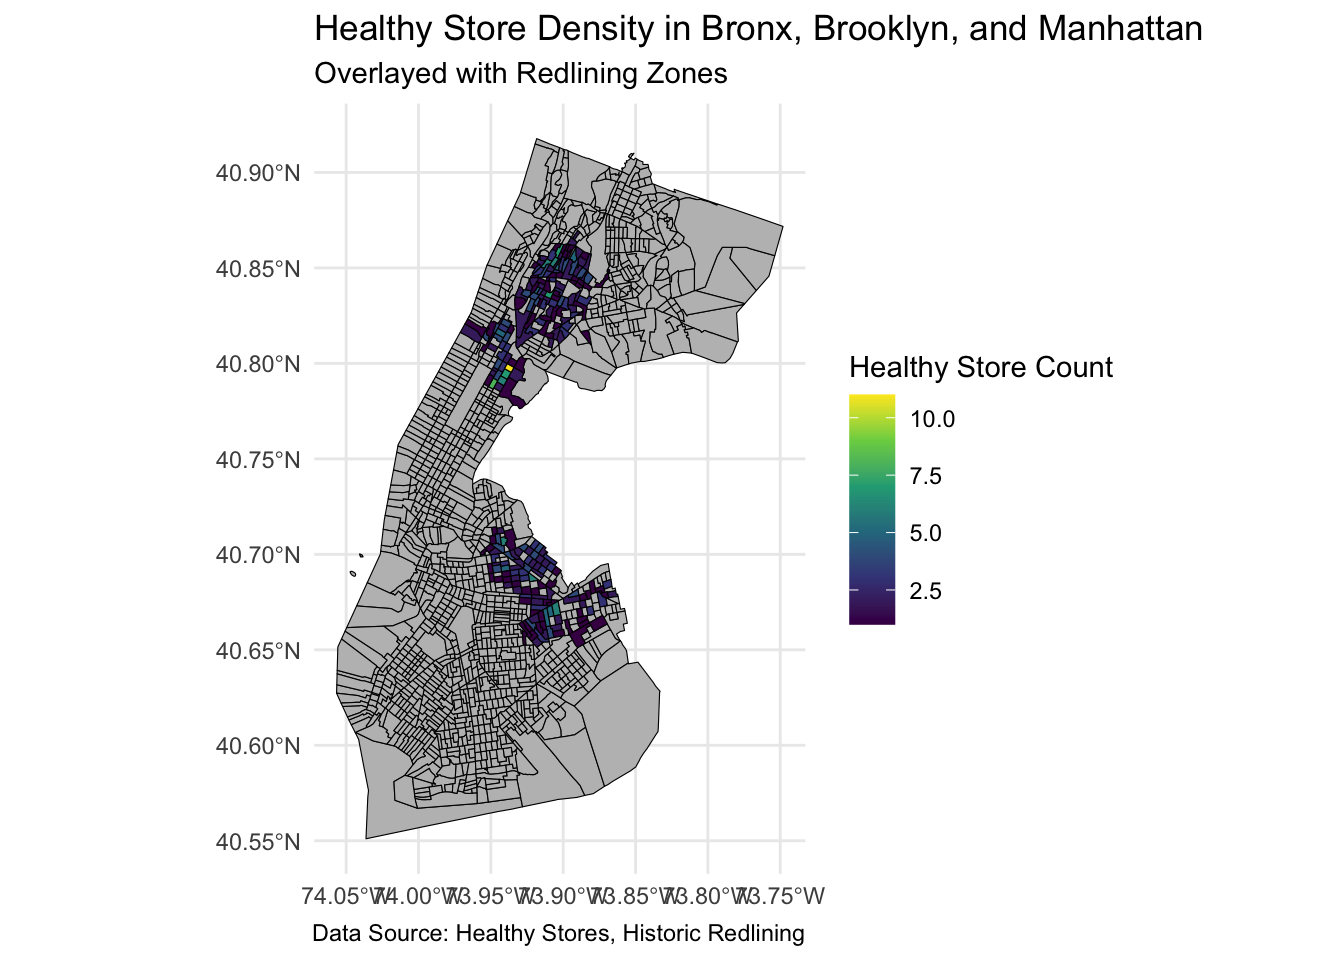 Healthy Store Density in Bronx, Brooklyn, and Manhattan
Overlayed with Redlining Zones
40.90°N
40.85°N
40.80°N
40.75°N
40.70°N
40.65°N
40.60°N
40.55°N
74.05°W 74.00°W 73.95°W 73.90°W 73.85°W 73.80°W 73.75°W
Healthy Store Count
10.0
7.5
5.0
2.5
Data Source: Healthy Stores, Historic Redlining